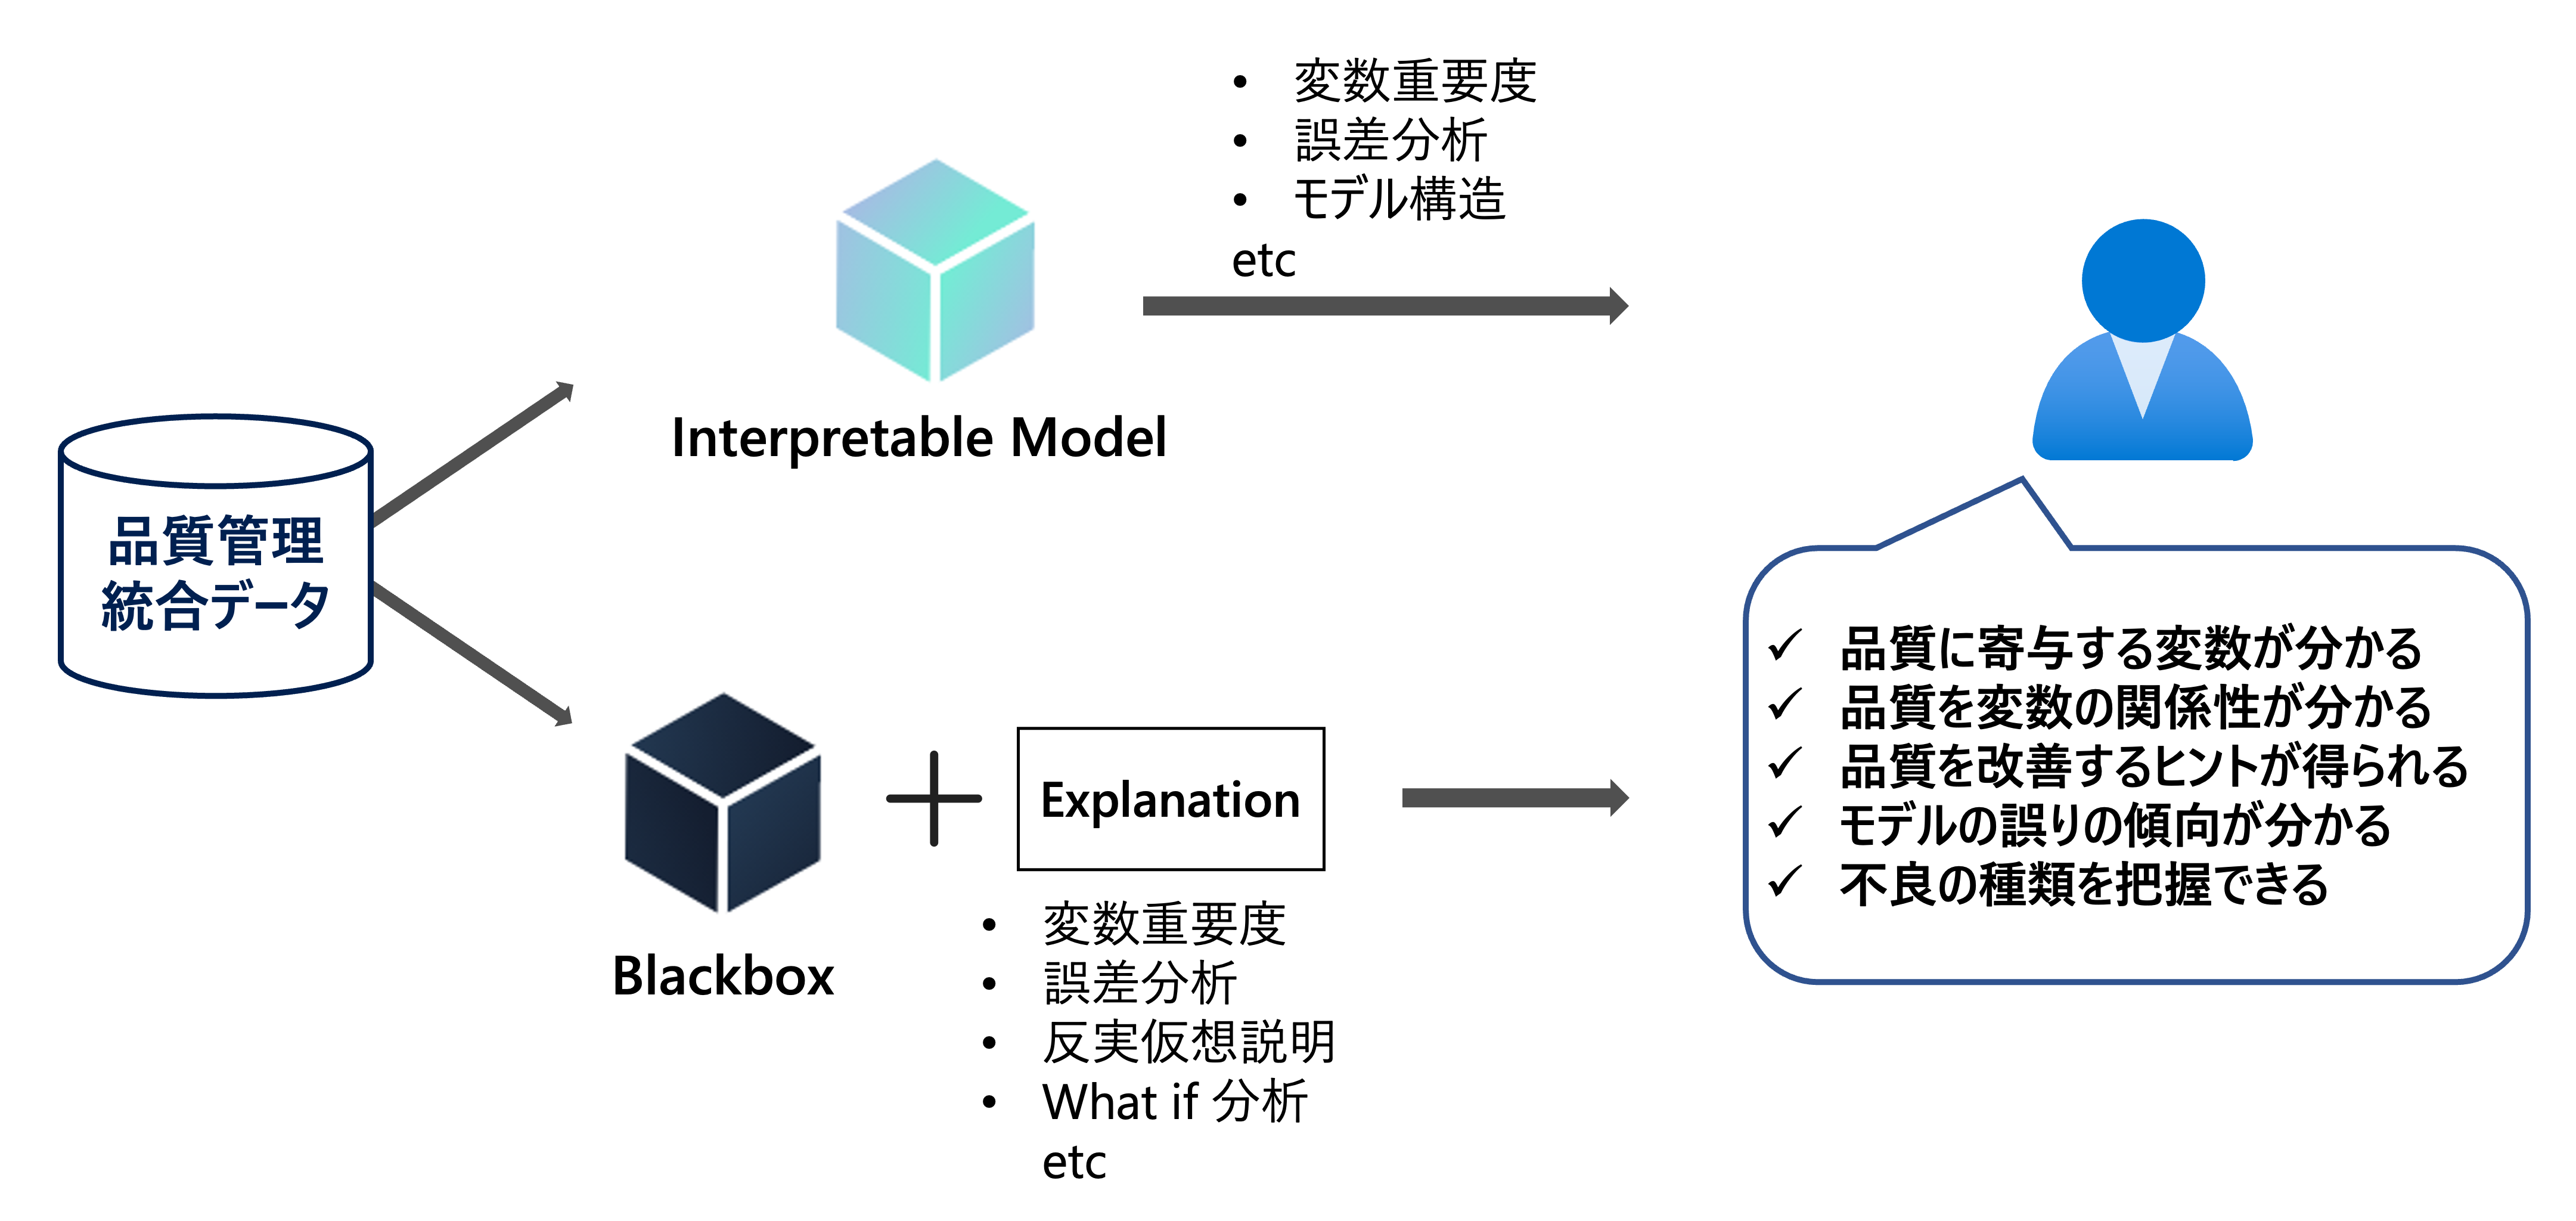 品質管理
統合データ
• 変数重要度
• 誤差分析
• モデル構造
etc
Interpretable Model
Blackbox
Explanation
• 変数重要度
• 誤差分析
• 反実仮想説明
• What if 分析
etc
✓ 品質に寄与する変数が分かる
✓ 品質を変数の関係性が分かる
✓ 品質を改善するヒントが得られる
✓ モデルの誤りの傾向が分かる
✓ 不良の種類を把握できる